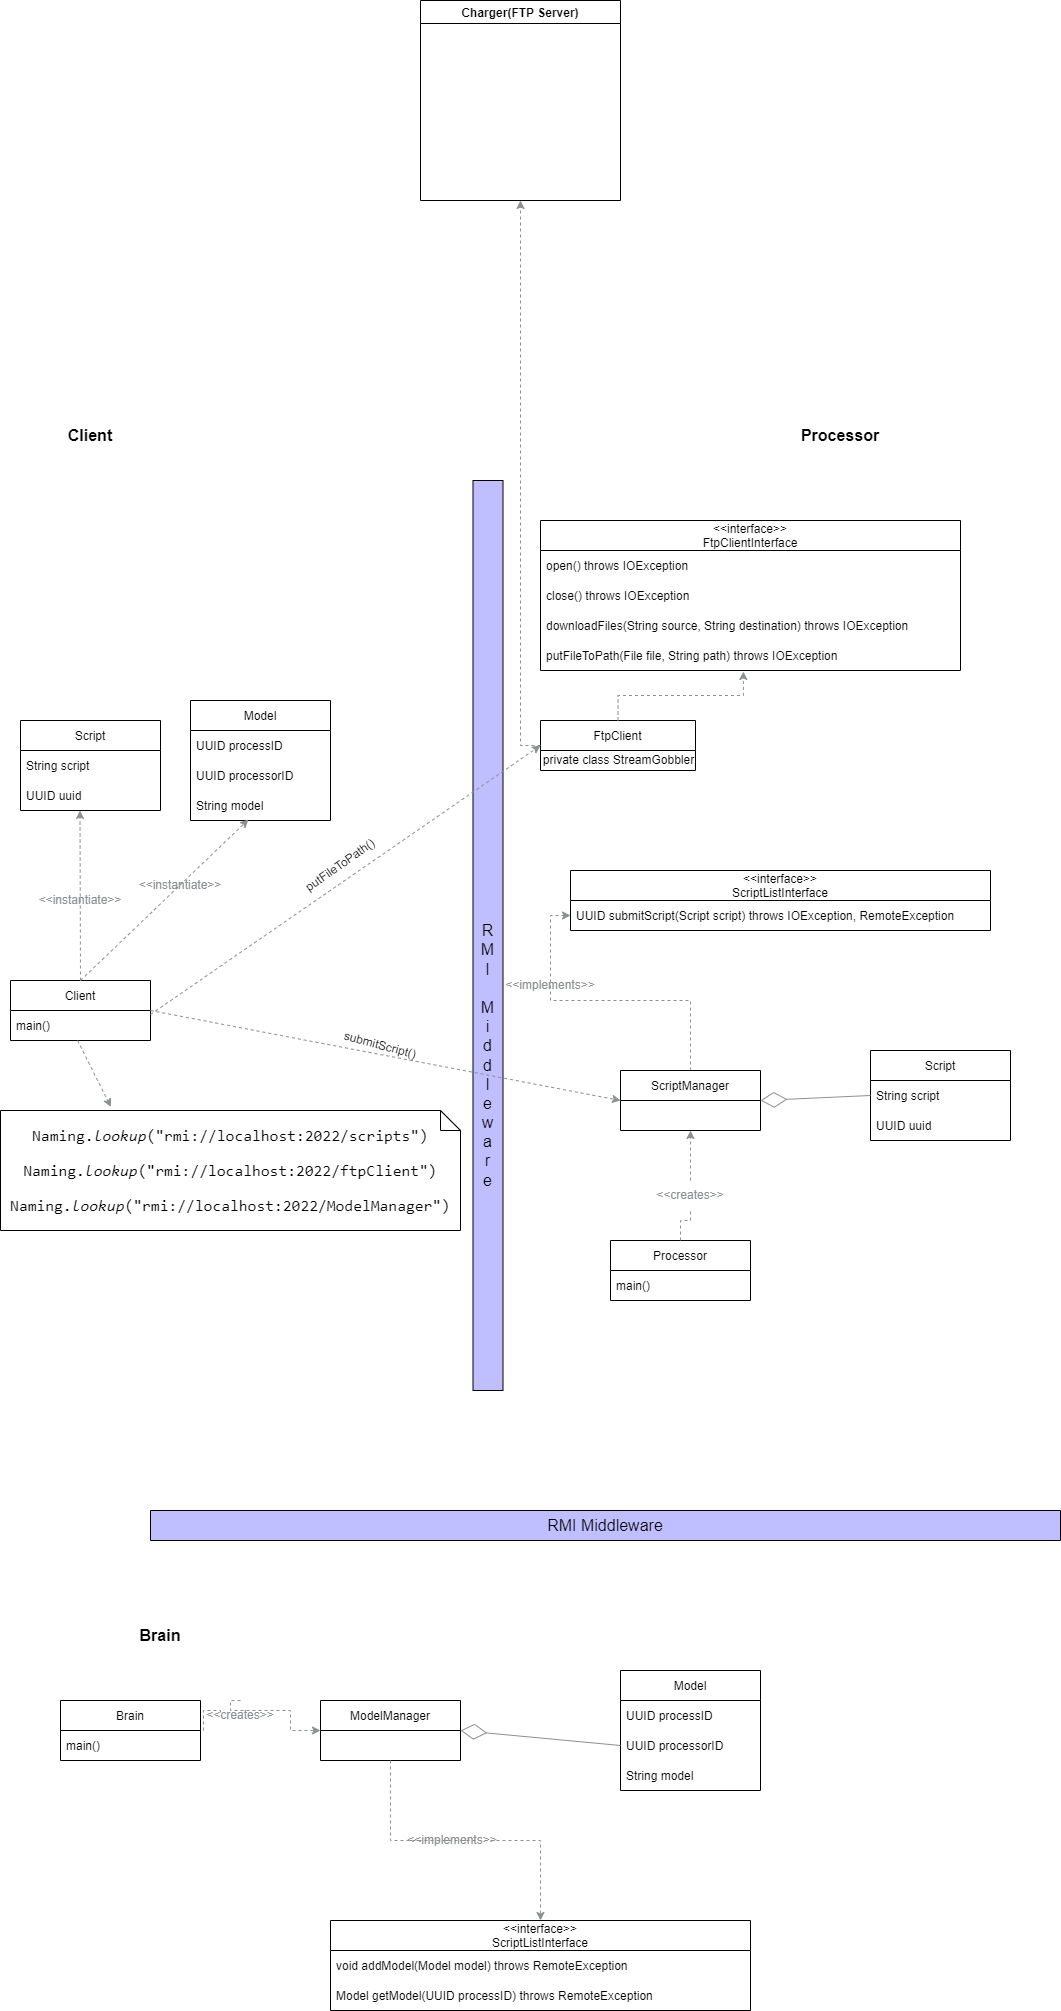 Charger(FTP Server)
Client
Processor
<<interface>>
FtpClientInterface
open() throws IOException
close() throws IOException
downloadFiles(String source, String destination) throws IOException
putFileToPath(File file, String path) throws IOException
Script
String script
UUID uuid
Model
UUID processID
UUID processorID
String model
FtpClient
private class StreamGobbler
<<instantiate>>
<<instantiate>>
putFileToPath()
<<interface>>
ScriptListInterface
UUID submitScript(Script script) throws IOException, RemoteException
RMI Middleware
<<implements>>
Client
main()
submitScript()
ScriptManager
Script
String script
UUID uuid
Naming.lookup("rmi://localhost:2022/scripts")
Naming.lookup("rmi://localhost:2022/ftpClient")
Naming.lookup("rmi://localhost:2022/ModelManager")
<<creates>>
Processor
main()
RMI Middleware
Brain
Brain
main()
<<creates>>
ModelManager
Model
UUID processID
UUID processorID
String model
<<implements>>
<<interface>>
ScriptListInterface
void addModel(Model model) throws RemoteException
Model getModel(UUID processID) throws RemoteException